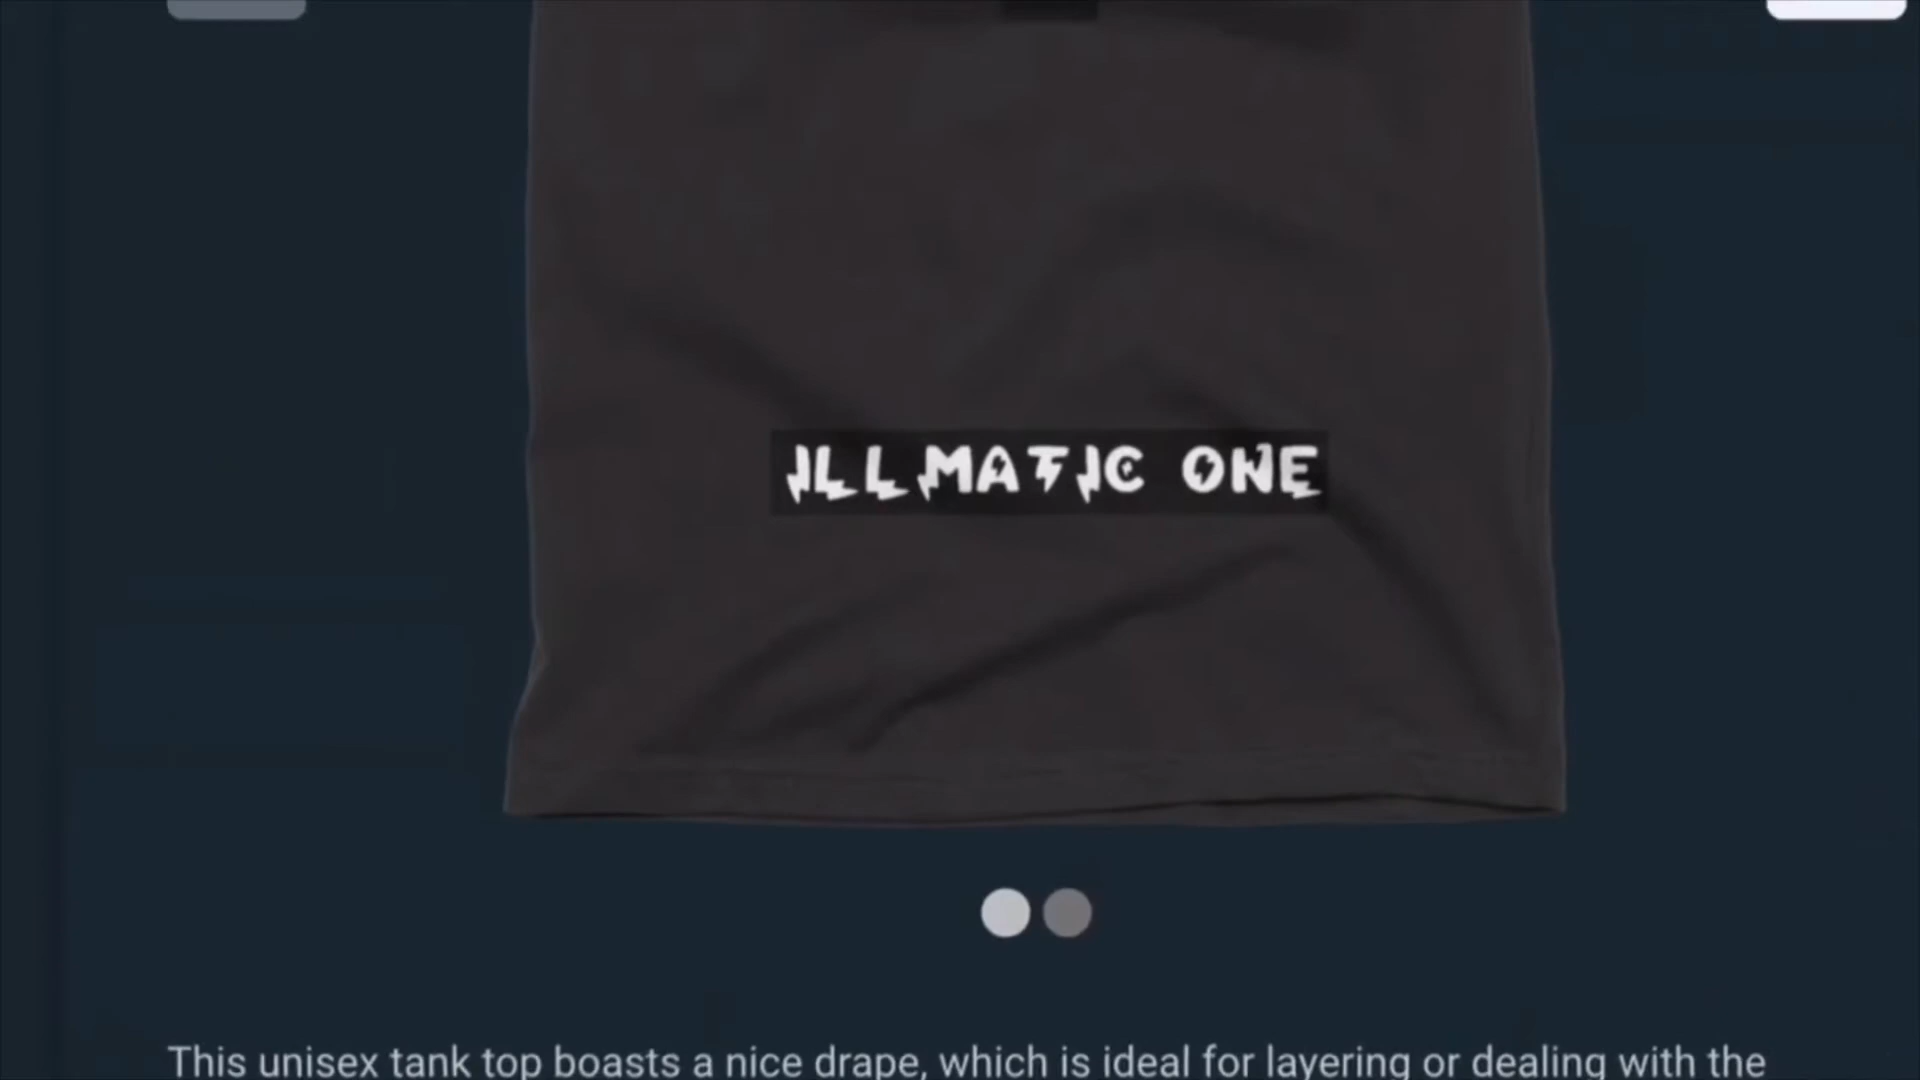 ILLMATIC ONE
This unisex tank top boasts a nice drape, which is ideal for layering or dealing with the